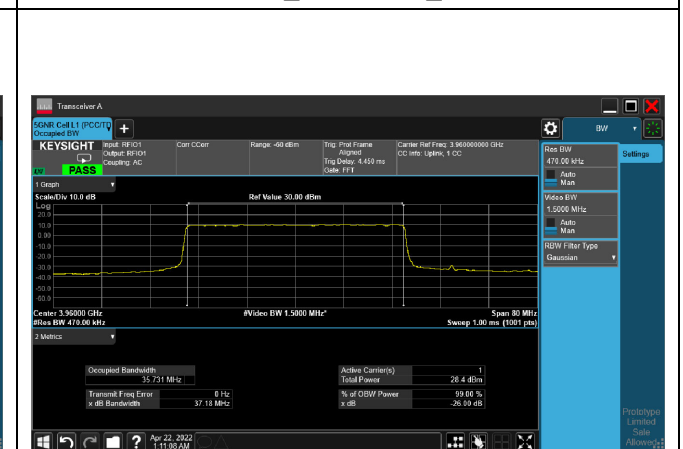 Transceiver A
5GNR Cell L1 (PCC/TD
Occupied BW
KEYSIGHT
PASS
Input: RFIO1
Output: RFIO1
Coupling: AC
Corr CCorr
Range: -60 dBm
Trig: Prot Frame
Aligned
Trig Delay: 4.450 ms
Gate: FFT
Carrier Ref Freq: 3.960000000 GHz
CC Info: Uplink, 1 CC
BW
Res BW
470.00 kHz
Auto
Man
Settings
Video BW
1.5000 MHz
Auto
Man
RBW Filter Type
Gaussian
1 Graph
Scale/Div 10.0 dB
Ref Value 30.00 dBm
Log
20.0
10.0
0.00
-10.0
-20.0
-30.0
-40.0
-50.0
-60.0
Center 3.96000 GHz
#Video BW 1.5000 MHz*
Span 80 MHz
#Res BW 470.00 kHz
Sweep 1.00 ms (1001 pts)
2 Metrics
Occupied Bandwidth
35.731 MHz
Active Carrier(s) 1
Total Power 28.4 dBm
Transmit Freq Error 0 Hz
x dB Bandwidth 37.18 MHz
% of OBW Power 99.00 %
x dB -26.00 dB
Apr 22, 2022
1:11:08 AM
Prototype
Limited
Sale
Allowed